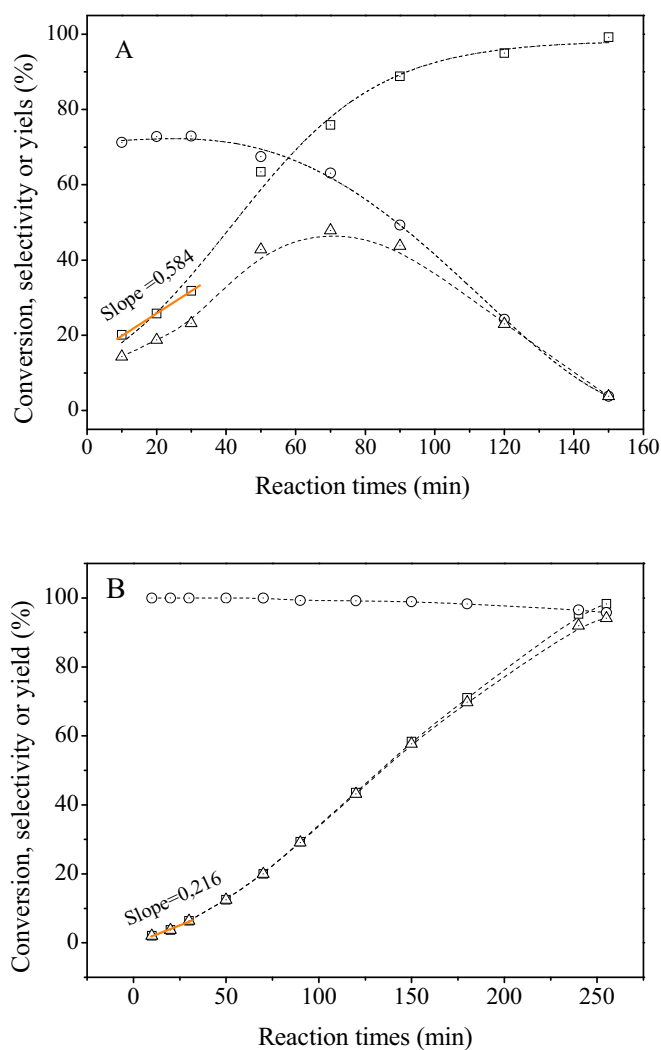 A
Conversion, selectivity or yiels (%)
100
80
60
40
20
0
Slope =0,584
0 20 40 60 80 100 120 140 160
Reaction times (min)
B
Conversion, selectivity or yield (%)
100
80
60
40
20
0
Slope=0,216
0 50 100 150 200 250
Reaction times (min)